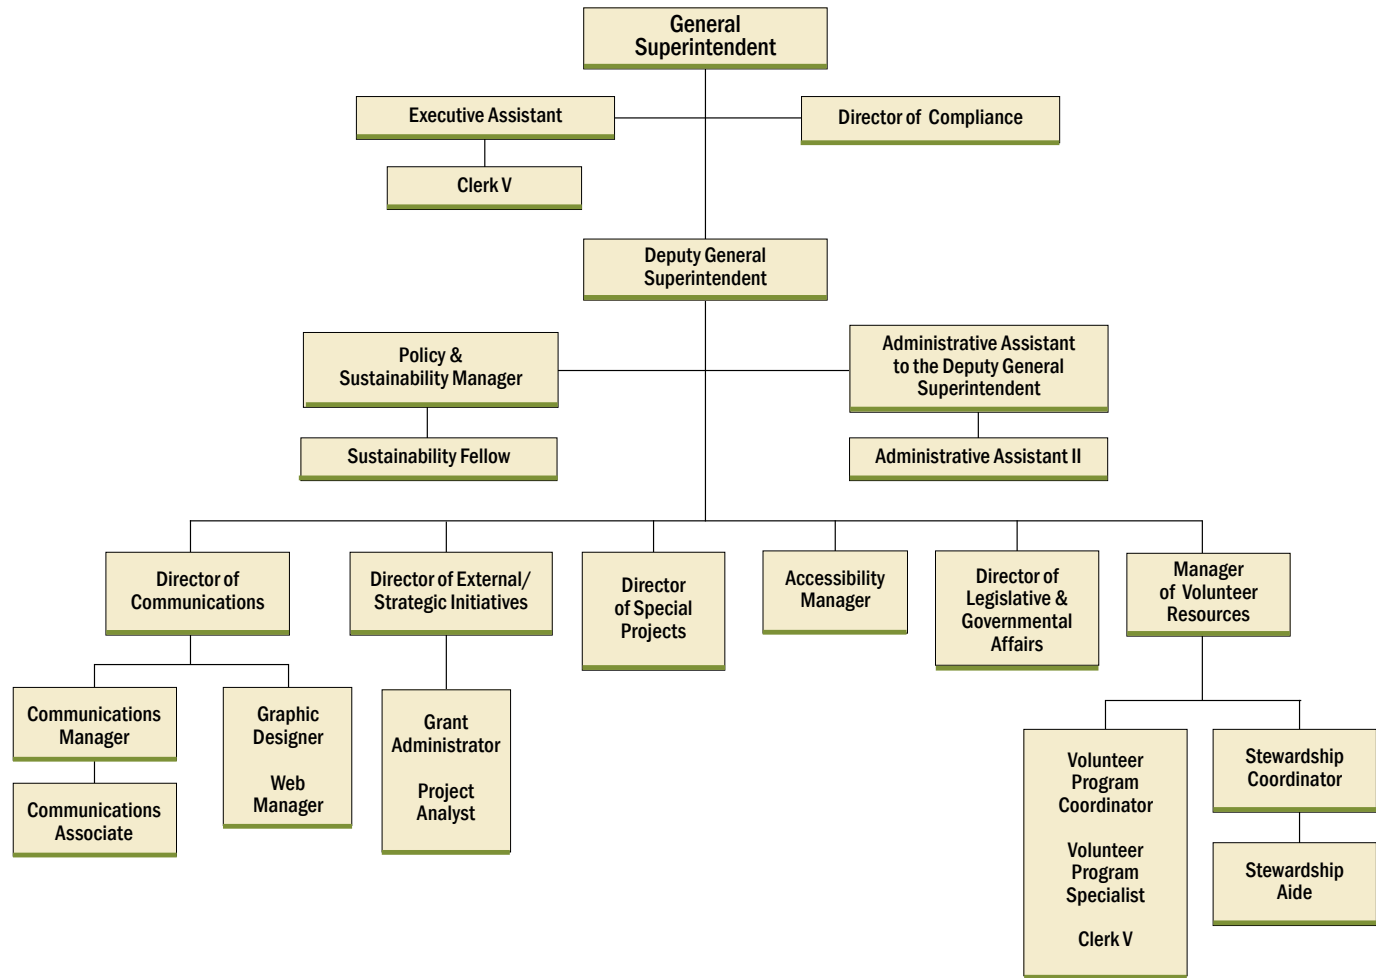 General
Superintendent
Executive Assistant
Director of Compliance
Clerk V
Deputy General
Superintendent
Policy &
Sustainability Manager
Administrative Assistant
to the Deputy General
Superintendent
Sustainability Fellow
Administrative Assistant II
Director of
Communications
Director of External/
Strategic Initiatives
Director
of Special
Projects
Accessibility
Manager
Director of
Legislative &
Governmental
Affairs
Manager
of Volunteer
Resources
Communications
Manager
Communications
Associate
Graphic
Designer
Web
Manager
Grant
Administrator
Project
Analyst
Volunteer
Program
Coordinator
Volunteer
Program
Specialist
Clerk V
Stewardship
Coordinator
Stewardship
Aide